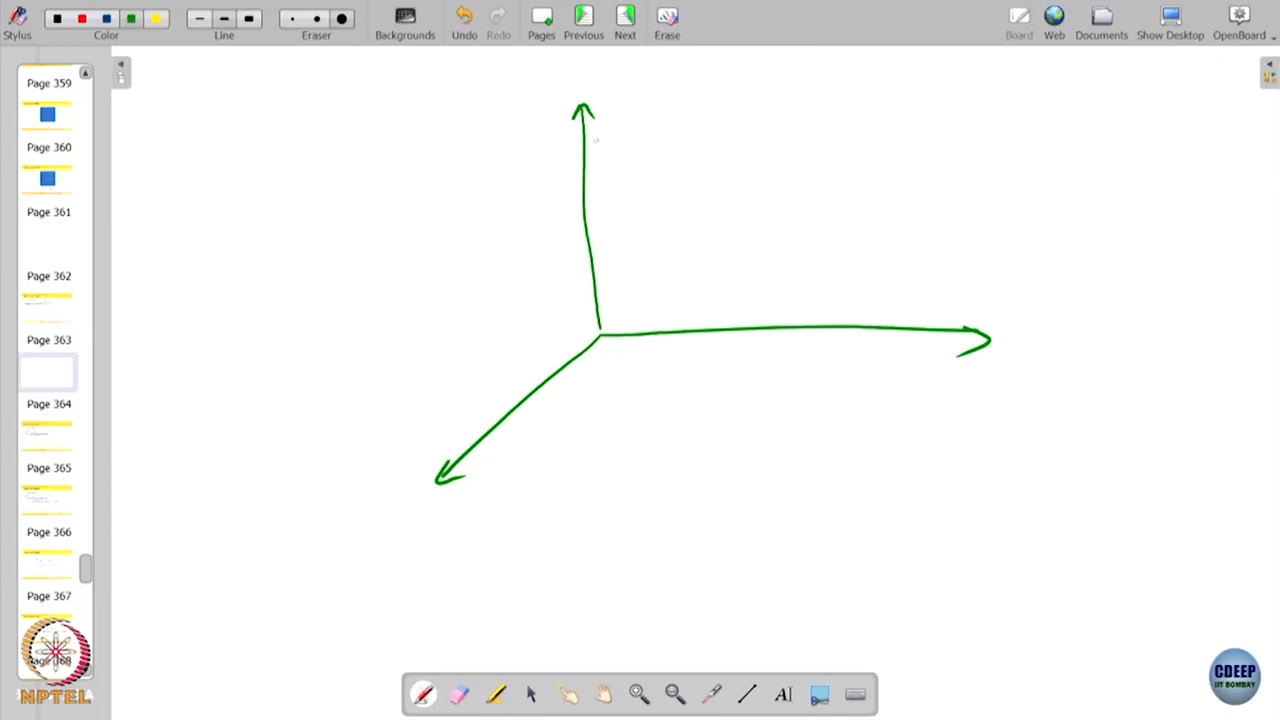 Stylus
Color
Line
Eraser
Backgrounds
Undo
Redo
Pages
Previous
Next
Erase
Board
Web
Documents
Show Desktop
OpenBoard
Page 359
Page 360
Page 361
Page 362
Page 363
Page 364
Page 365
Page 366
Page 367
NPTEL
CDEEP
IIT BOMBAY
AI